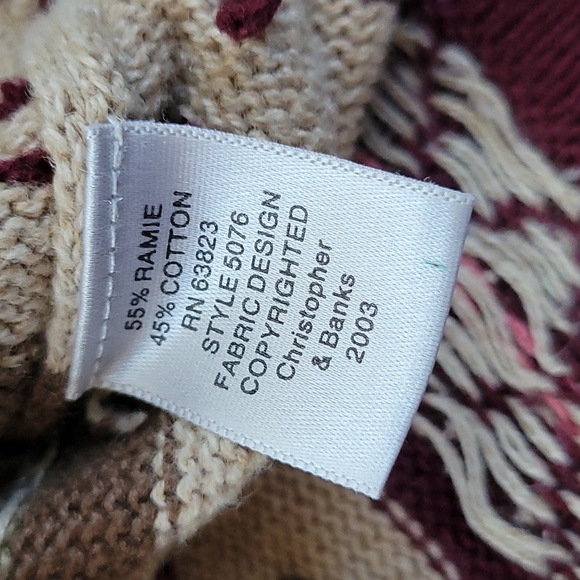 55% RAMIE
45% COTTON
RN 63823
STYLE 5076
FABRIC DESIGN
COPYRIGHTED
Christopher
& Banks
2003